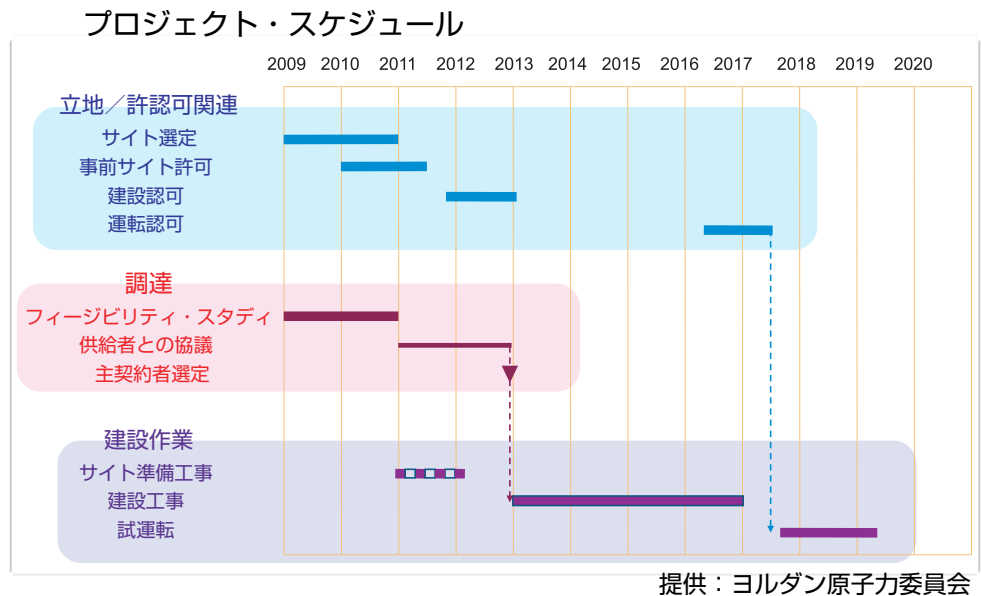 プロジェクト・スケジュール
2009 2010 2011 2012 2013 2014 2015 2016 2017 2018 2019 2020
立地／許認可関連
サイト選定
事前サイト許可
建設認可
運転認可
調達
フィージビリティ・スタディ
供給者との協議
主契約者選定
建設作業
サイト準備工事
建設工事
試運転
提供：ヨルダン原子力委員会